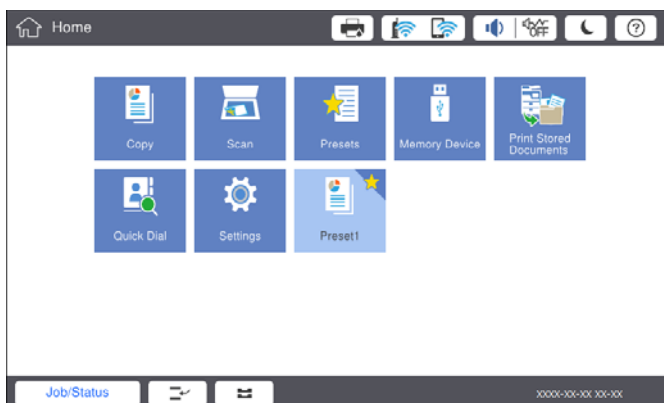 Home
OFF
Copy
Scan
Presets
Memory Device
Print Stored
Documents
Quick Dial
Settings
Preset1
Job/Status
xxxx-xx-xx xx-xx